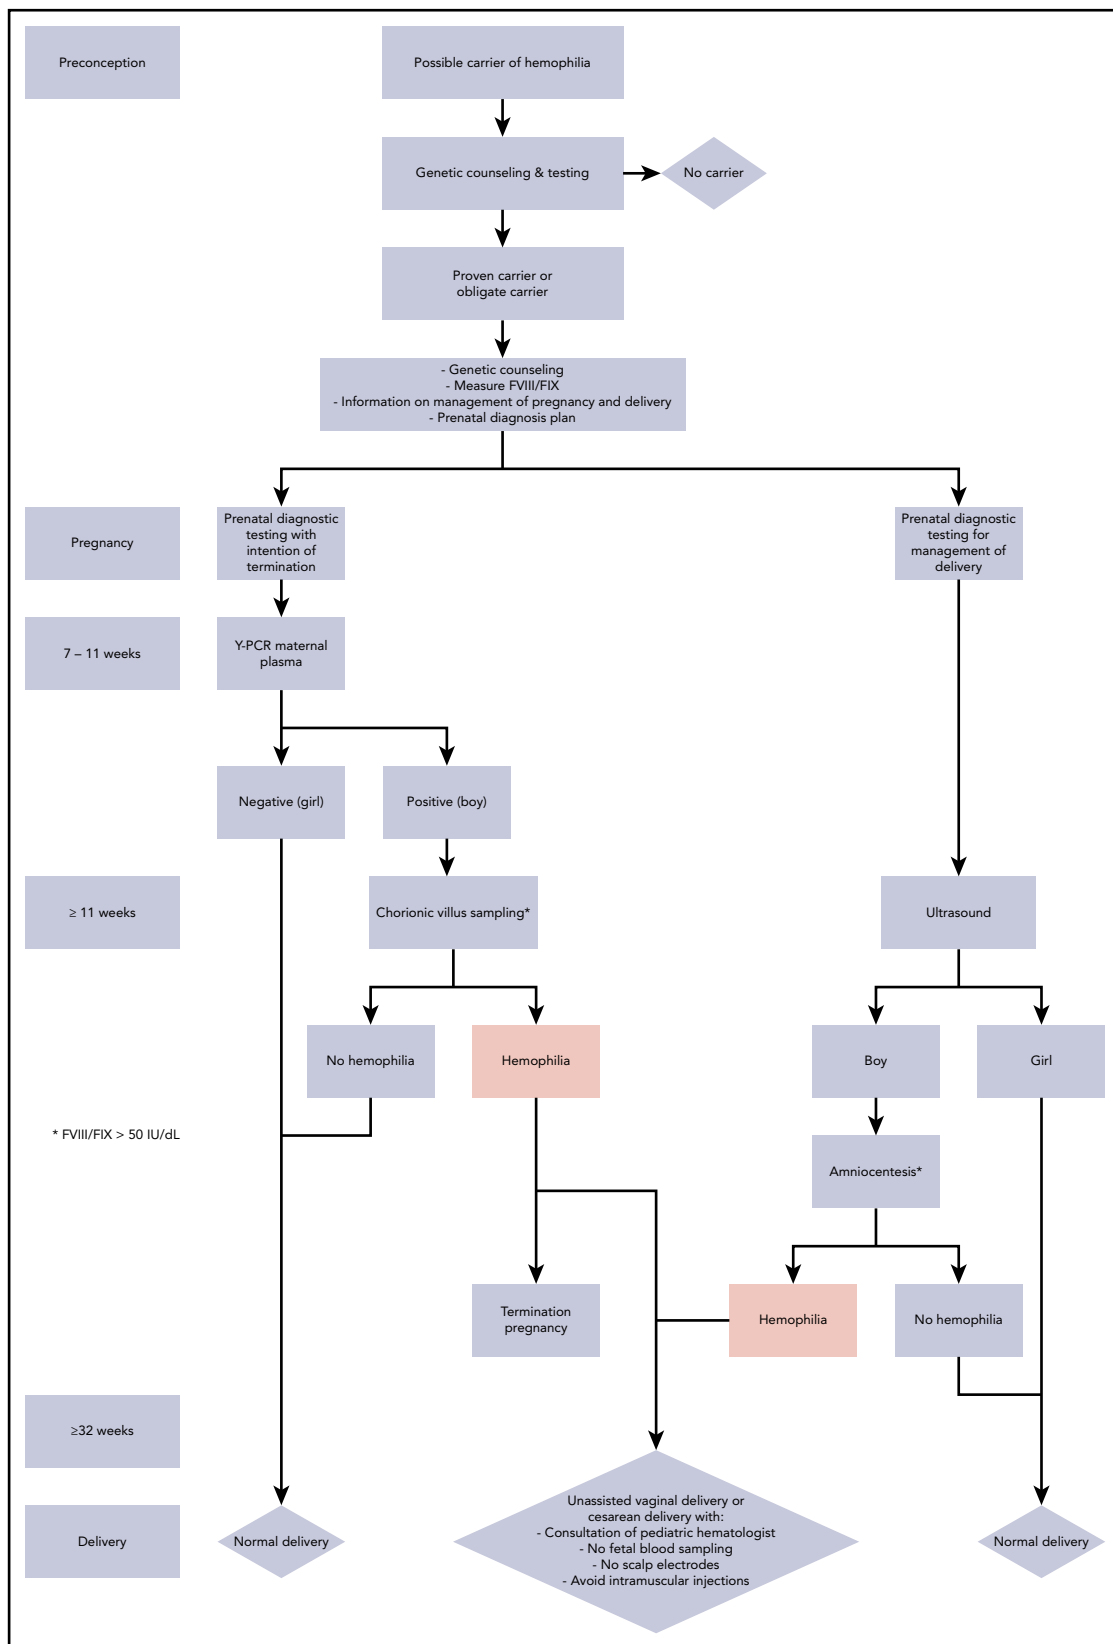 Preconception
Possible carrier of hemophilia
Genetic counseling & testing
No carrier
Proven carrier or
obligate carrier
- Genetic counseling
- Measure FVIII/FIX
- Information on management of pregnancy and delivery
- Prenatal diagnosis plan
Pregnancy
Prenatal diagnostic
testing with
intention of
termination
Prenatal diagnostic
testing for
management of
delivery
7 – 11 weeks
Y-PCR maternal
plasma
Negative (girl)
Positive (boy)
≥ 11 weeks
Chorionic villus sampling*
Ultrasound
No hemophilia
Hemophilia
Boy
Girl
* FVIII/FIX > 50 IU/dL
Amniocentesis*
Termination
pregnancy
Hemophilia
No hemophilia
≥32 weeks
Delivery
Normal delivery
Unassisted vaginal delivery or
cesarean delivery with:
- Consultation of pediatric hematologist
- No fetal blood sampling
- No scalp electrodes
- Avoid intramuscular injections
Normal delivery